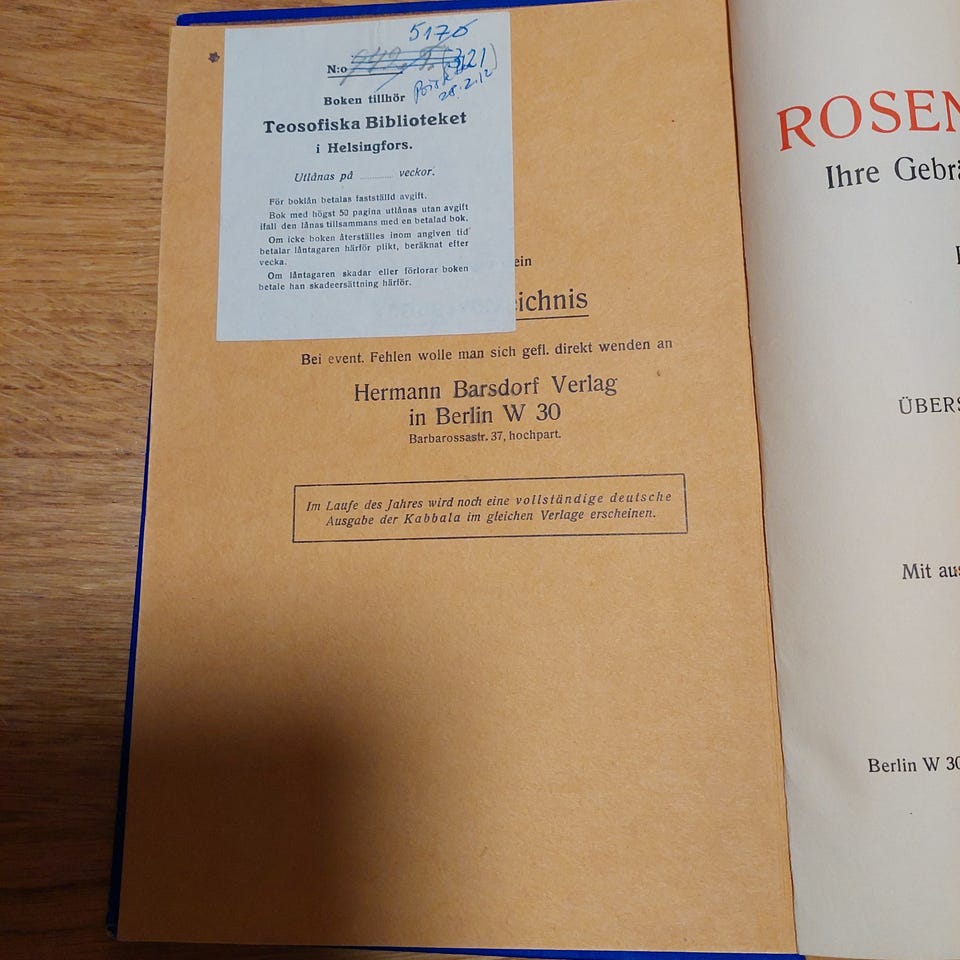 5170
N:o
Boken tillhör
Teosofiska Biblioteket
i Helsingfors.
Utlånas på ........... veckor.
För boklån betalas fastställd avgift.
Bok med högst 50 pagina utlånas utan avgift
ifall den lånas tillsammans med en betalad bok.
Om icke boken återställes inom angiven tid
betalar låntagaren härför plikt, beräknat efter
vecka.
Om låntagaren skadar eller förlorar boken
betale han skadeersättning härför.
ein
eichnis
Bei event. Fehlen wolle man sich gefl. direkt wenden an
Hermann Barsdorf Verlag
in Berlin W 30
Barbarossastr. 37, hochpart.
Im Laufe des Jahres wird noch eine vollständige deutsche
Ausgabe der Kabbala im gleichen Verlage erscheinen.
ROSEN
Ihre Gebrä
ÜBERS
Mit aus
Berlin W 30